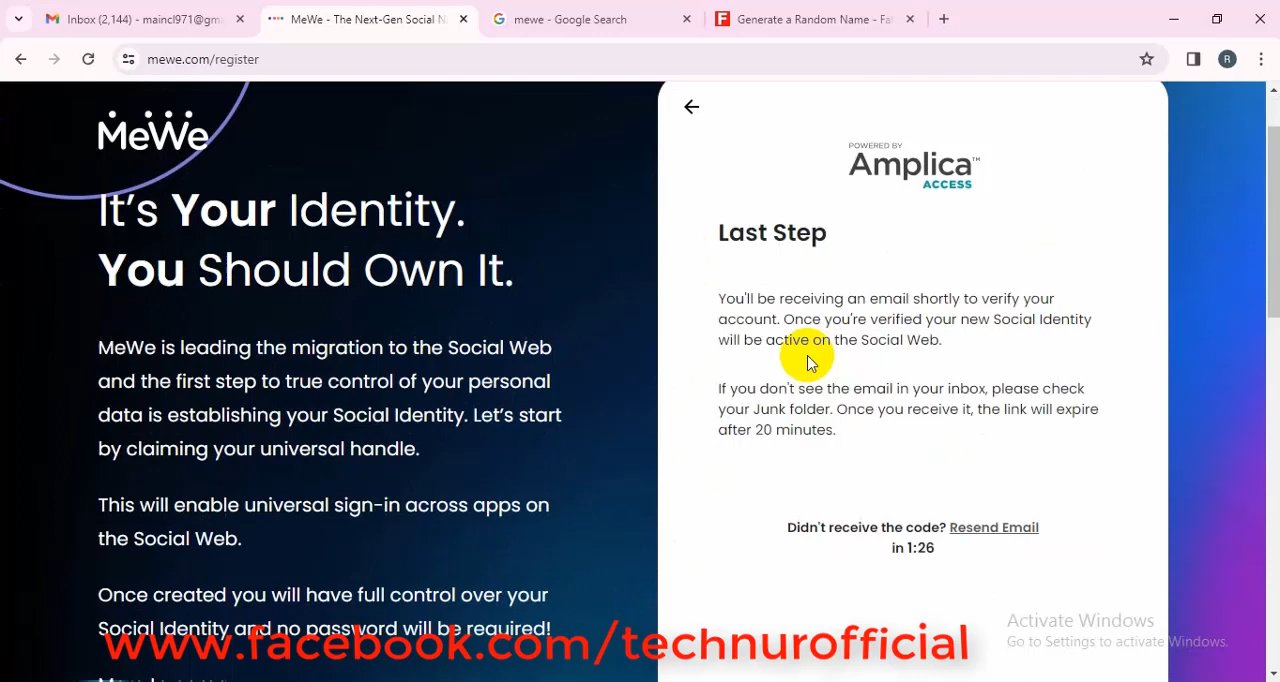 Inbox (2,144) - maincl971@gma
MeWe - The Next-Gen Social N
mewe - Google Search
Generate a Random Name - Fa
mewe.com/register
R
MeWe
It's Your Identity.
You Should Own It.
MeWe is leading the migration to the Social Web
and the first step to true control of your personal
data is establishing your Social Identity. Let's start
by claiming your universal handle.
This will enable universal sign-in across apps on
the Social Web.
Once created you will have full control over your
Social Identity and no password will be required!
POWERED BY
Amplica™
ACCESS
Last Step
You'll be receiving an email shortly to verify your
account. Once you're verified your new Social Identity
will be active on the Social Web.
If you don't see the email in your inbox, please check
your Junk folder. Once you receive it, the link will expire
after 20 minutes.
Didn't receive the code? Resend Email
in 1:26
Activate Windows
Go to Settings to activate Windows.
www.facebook.com/technurofficial